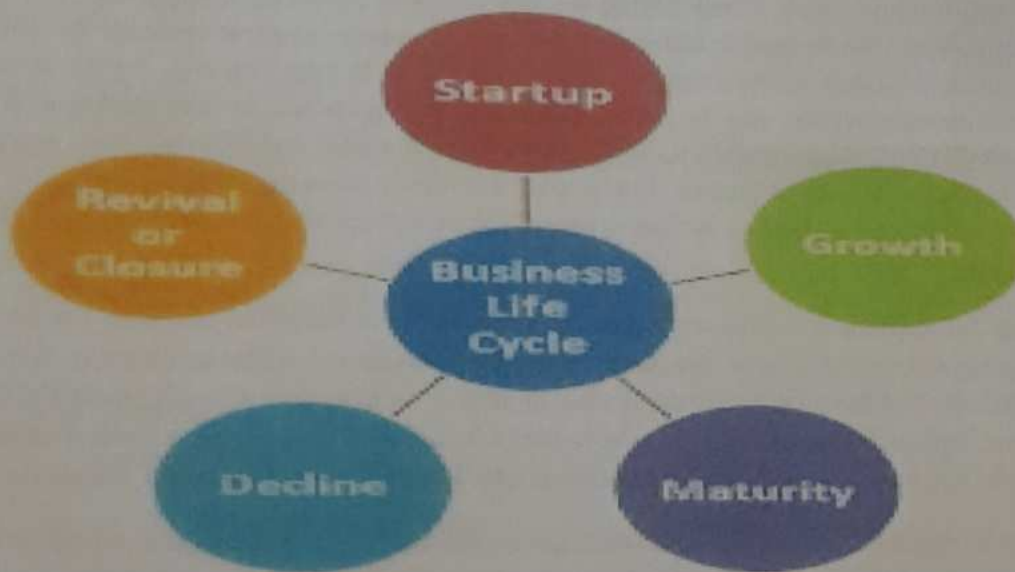 Startup
Growth
Maturity
Decline
Revival
or
Closure
Business
Life
Cycle